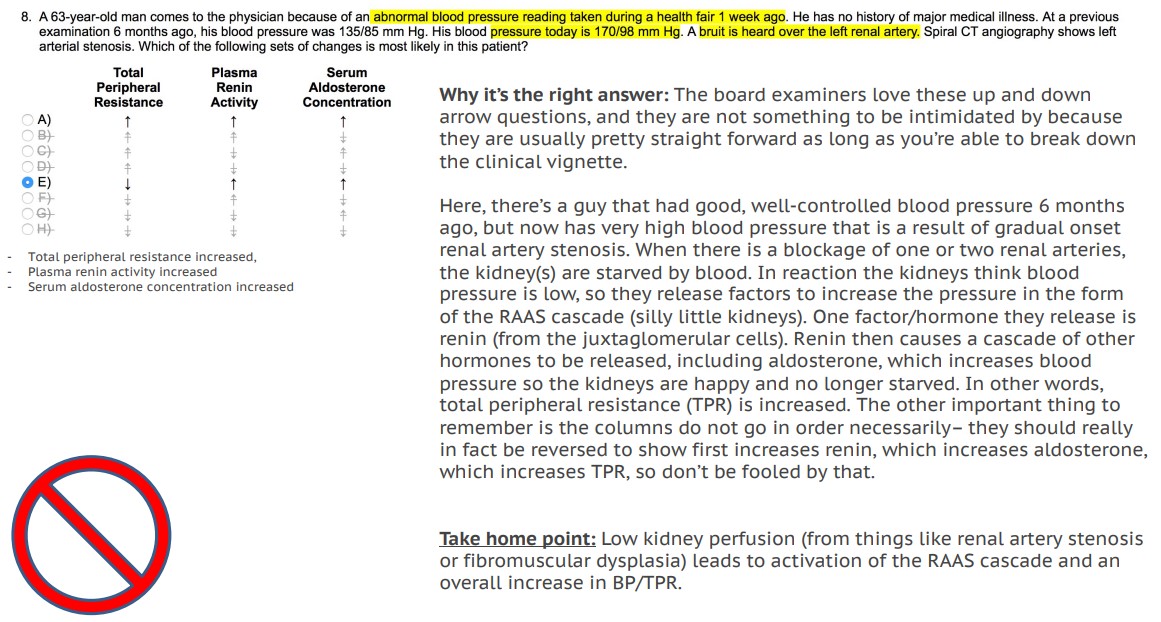 8. A 63-year-old man comes to the physician because of an abnormal blood pressure reading taken during a health fair 1 week ago. He has no history of major medical illness. At a previous
examination 6 months ago, his blood pressure was 135/85 mm Hg. His blood pressure today is 170/98 mm Hg. A bruit is heard over the left renal artery. Spiral CT angiography shows left
arterial stenosis. Which of the following sets of changes is most likely in this patient?
Total Plasma Serum
Peripheral Renin Aldosterone
Resistance Activity Concentration
A) ↑ ↑ ↑
B) ↑ ↑ ↓
C) ↑ ↓ ↑
D) ↑ ↓ ↓
E) ↓ ↑ ↑
F) ↓ ↑ ↓
G) ↓ ↓ ↑
H) ↓ ↓ ↓
- Total peripheral resistance increased,
- Plasma renin activity increased
- Serum aldosterone concentration increased
Why it's the right answer: The board examiners love these up and down
arrow questions, and they are not something to be intimidated by because
they are usually pretty straight forward as long as you're able to break down
the clinical vignette.
Here, there's a guy that had good, well-controlled blood pressure 6 months
ago, but now has very high blood pressure that is a result of gradual onset
renal artery stenosis. When there is a blockage of one or two renal arteries,
the kidney(s) are starved by blood. In reaction the kidneys think blood
pressure is low, so they release factors to increase the pressure in the form
of the RAAS cascade (silly little kidneys). One factor/hormone they release is
renin (from the juxtaglomerular cells). Renin then causes a cascade of other
hormones to be released, including aldosterone, which increases blood
pressure so the kidneys are happy and no longer starved. In other words,
total peripheral resistance (TPR) is increased. The other important thing to
remember is the columns do not go in order necessarily– they should really
in fact be reversed to show first increases renin, which increases aldosterone,
which increases TPR, so don't be fooled by that.
Take home point: Low kidney perfusion (from things like renal artery stenosis
or fibromuscular dysplasia) leads to activation of the RAAS cascade and an
overall increase in BP/TPR.